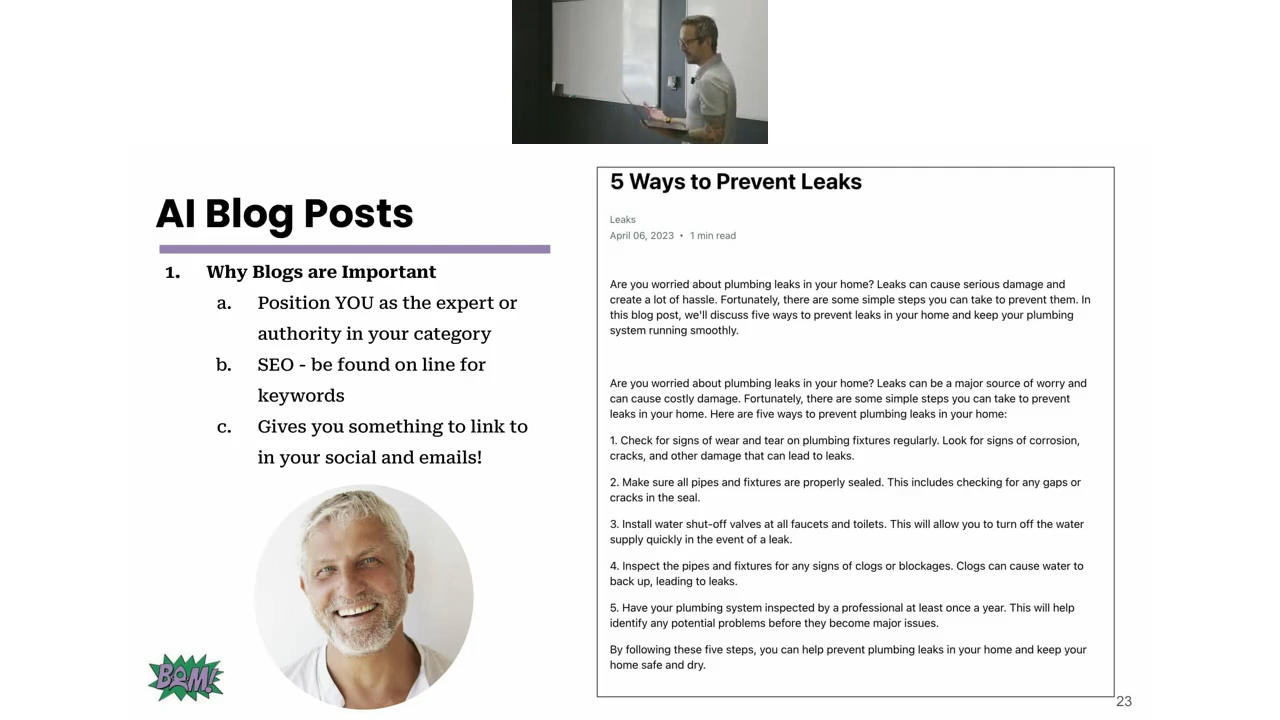 AI Blog Posts
1. Why Blogs are Important
a. Position YOU as the expert or
authority in your category
b. SEO - be found on line for
keywords
c. Gives you something to link to
in your social and emails!
BOM!
5 Ways to Prevent Leaks
Leaks
April 06, 2023 • 1 min read
Are you worried about plumbing leaks in your home? Leaks can cause serious damage and
create a lot of hassle. Fortunately, there are some simple steps you can take to prevent them. In
this blog post, we'll discuss five ways to prevent leaks in your home and keep your plumbing
system running smoothly.
Are you worried about plumbing leaks in your home? Leaks can be a major source of worry and
can cause costly damage. Fortunately, there are some simple steps you can take to prevent
leaks in your home. Here are five ways to prevent plumbing leaks in your home:
1. Check for signs of wear and tear on plumbing fixtures regularly. Look for signs of corrosion,
cracks, and other damage that can lead to leaks.
2. Make sure all pipes and fixtures are properly sealed. This includes checking for any gaps or
cracks in the seal.
3. Install water shut-off valves at all faucets and toilets. This will allow you to turn off the water
supply quickly in the event of a leak.
4. Inspect the pipes and fixtures for any signs of clogs or blockages. Clogs can cause water to
back up, leading to leaks.
5. Have your plumbing system inspected by a professional at least once a year. This will help
identify any potential problems before they become major issues.
By following these five steps, you can help prevent plumbing leaks in your home and keep your
home safe and dry.
23